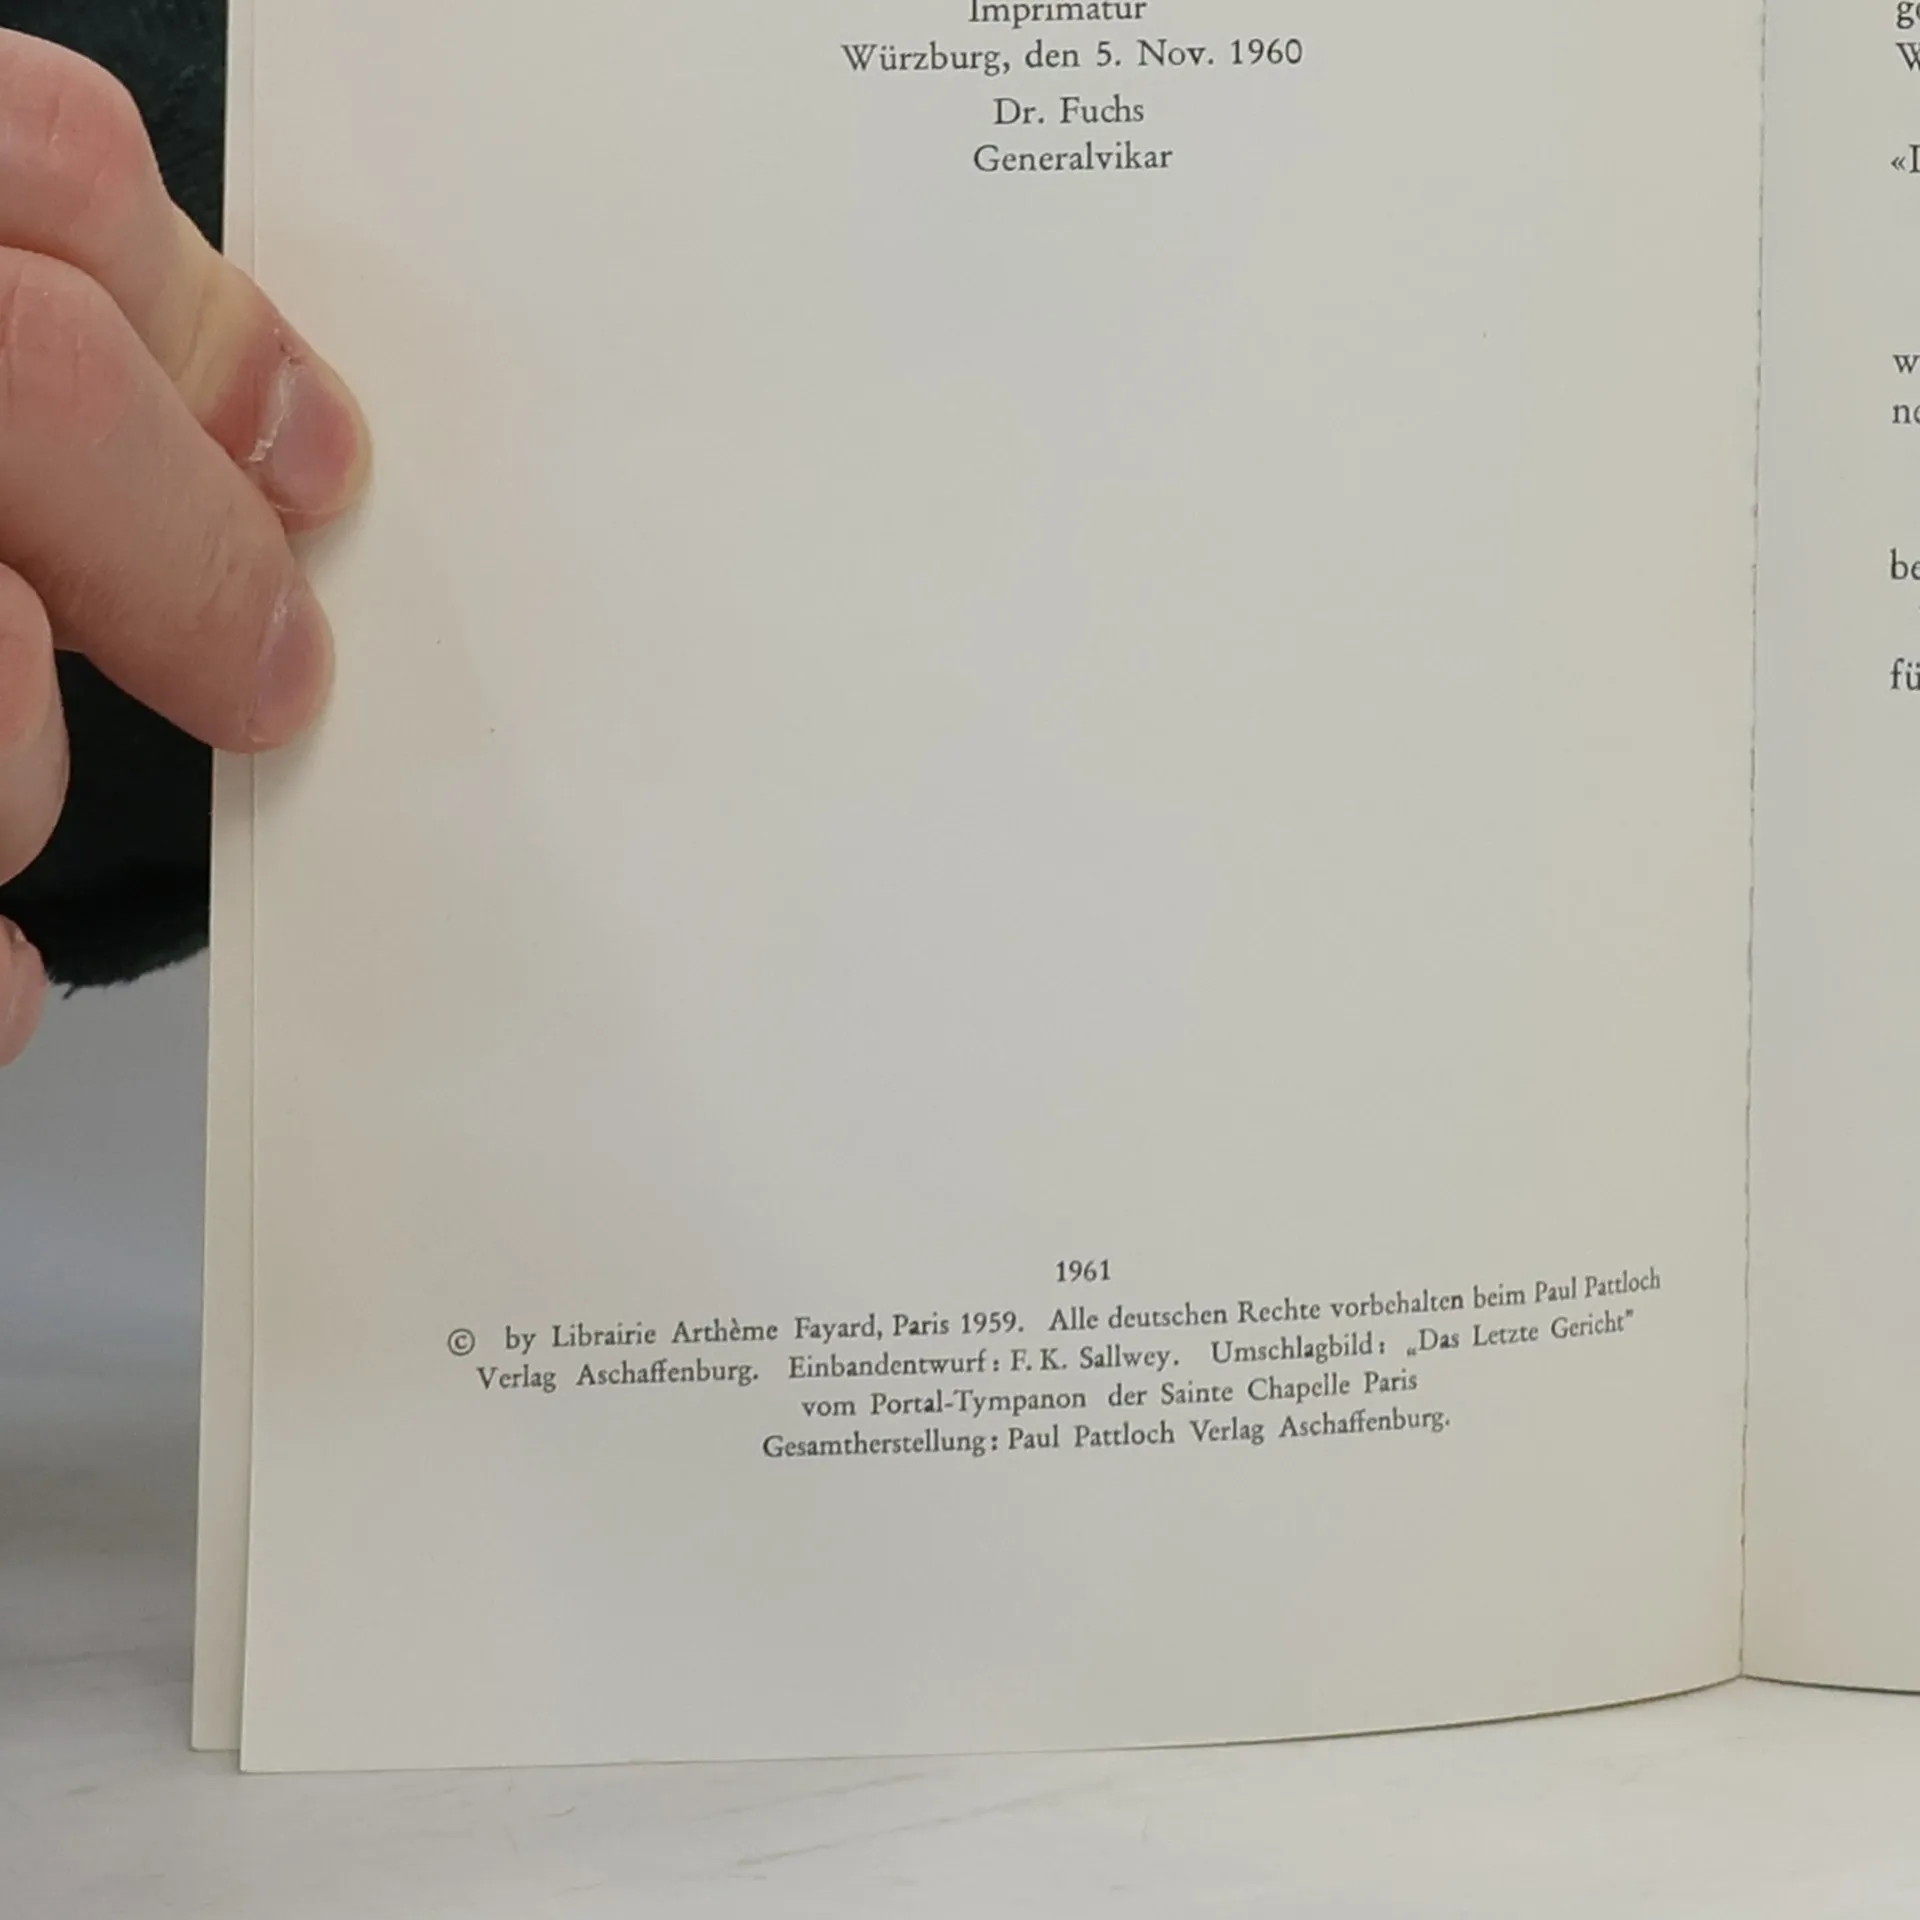 Imprimatur
Würzburg, den 5. Nov. 1960
Dr. Fuchs
Generalvikar
1961
© by Librairie Arthème Fayard, Paris 1959. Alle deutschen Rechte vorbehalten beim Paul Pattloch
Verlag Aschaffenburg. Einbandentwurf: F. K. Sallwey. Umschlagbild: „Das Letzte Gericht”
vom Portal-Tympanon der Sainte Chapelle Paris
Gesamtherstellung: Paul Pattloch Verlag Aschaffenburg.